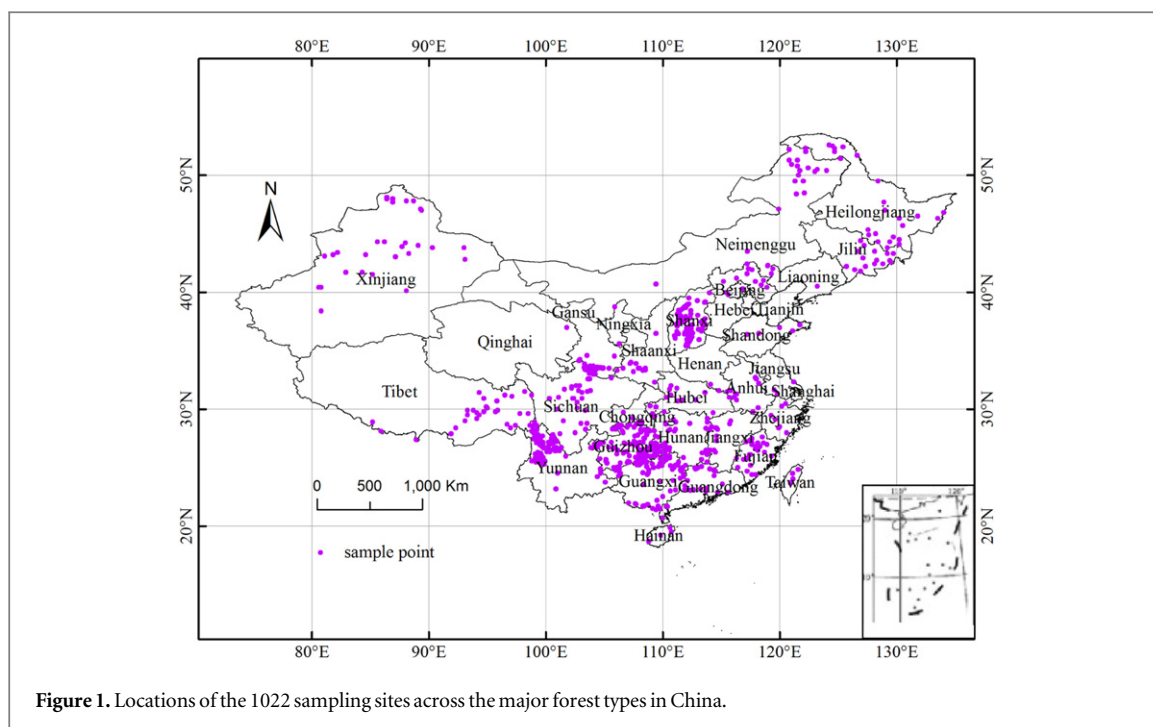 80°E 90°E 100°E 110°E 120°E 130°E
50°N 50°N
N
Heilongjiang
Neimenggu Jilin
Xinjiang Liaoning
40°N Beijing 40°N
Gansu Hebei Tianjin
Ningxia Shanxi
Qinghai Shandong
Shaanxi
Henan Jiangsu
Tibet Anhui Shanghai
30°N Sichuan Hubei 30°N
Chongqing Zhejiang
Guizhou Hunan Jiangxi
Fujian
Yunnan
0 500 1,000 Km Guangxi Guangdong Taiwan
20°N 20°N
Hainan
sample point
80°E 90°E 100°E 110°E 120°E 130°E
Figure 1. Locations of the 1022 sampling sites across the major forest types in China.